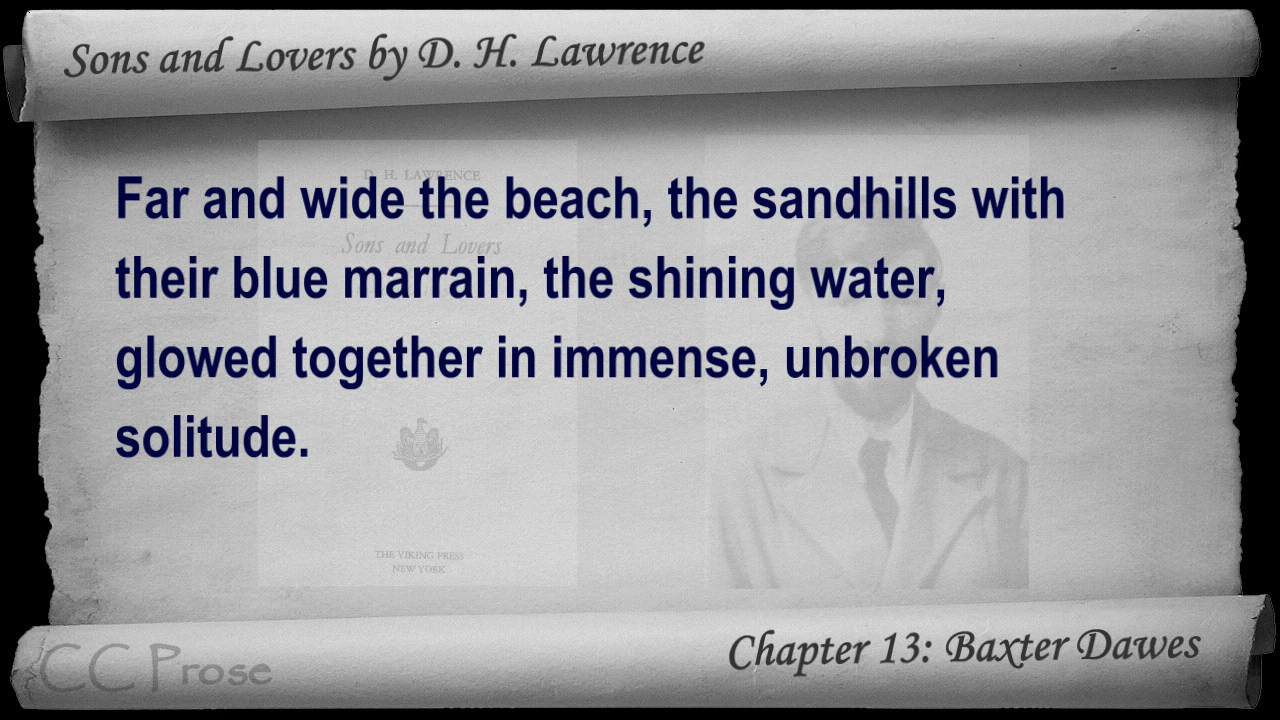 Sons and Lovers by D. H. Lawrence
D. H. LAWRENCE
Far and wide the beach, the sandhills with
Sons and Lovers
their blue marrain, the shining water,
glowed together in immense, unbroken
solitude.
THE VIKING PRESS
NEW YORK
Chapter 13: Baxter Dawes
CC Prose